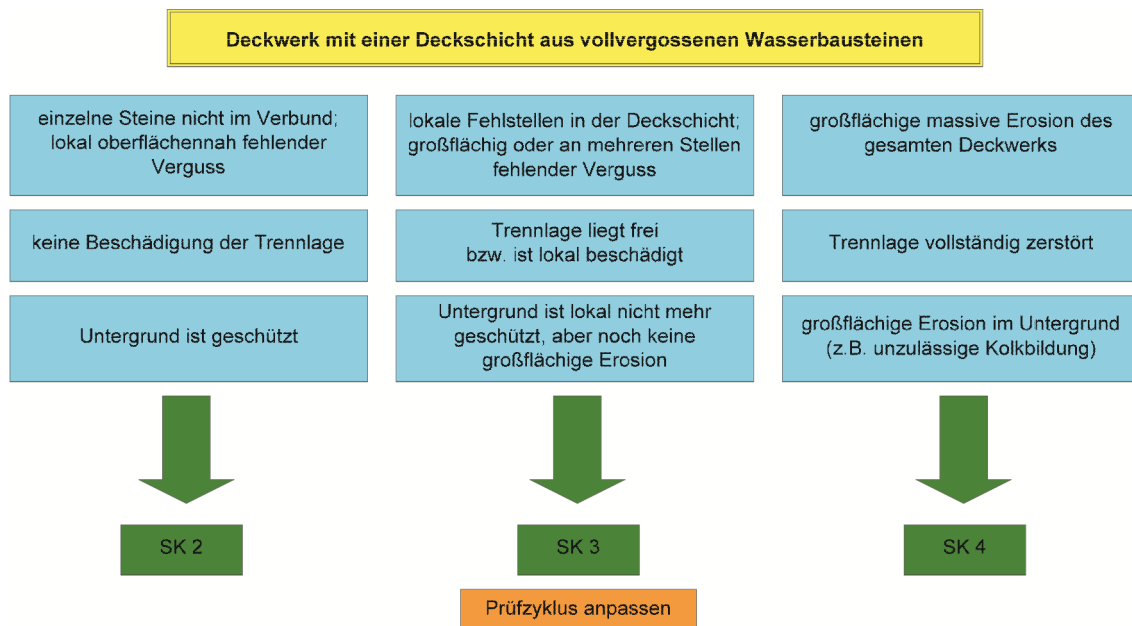 Deckwerk mit einer Deckschicht aus vollvergossenen Wasserbausteinen
einzelne Steine nicht im Verbund;
lokal oberflächennah fehlender
Verguss
lokale Fehlstellen in der Deckschicht;
großflächig oder an mehreren Stellen
fehlender Verguss
großflächige massive Erosion des
gesamten Deckwerks
keine Beschädigung der Trennlage
Trennlage liegt frei
bzw. ist lokal beschädigt
Trennlage vollständig zerstört
Untergrund ist geschützt
Untergrund ist lokal nicht mehr
geschützt, aber noch keine
großflächige Erosion
großflächige Erosion im Untergrund
(z.B. unzulässige Kolkbildung)
SK 2
SK 3
SK 4
Prüfzyklus anpassen